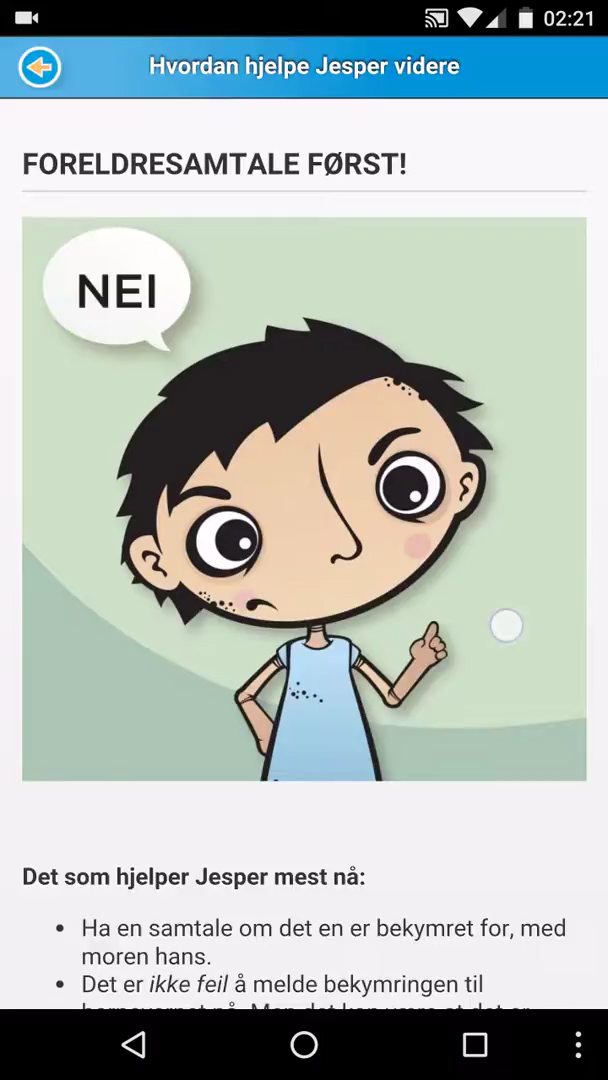 02:21
Hvordan hjelpe Jesper videre
FORELDRESAMTALE FØRST!
NEI
Det som hjelper Jesper mest nå:
• Ha en samtale om det en er bekymret for, med
moren hans.
• Det er ikke feil å melde bekymringen til